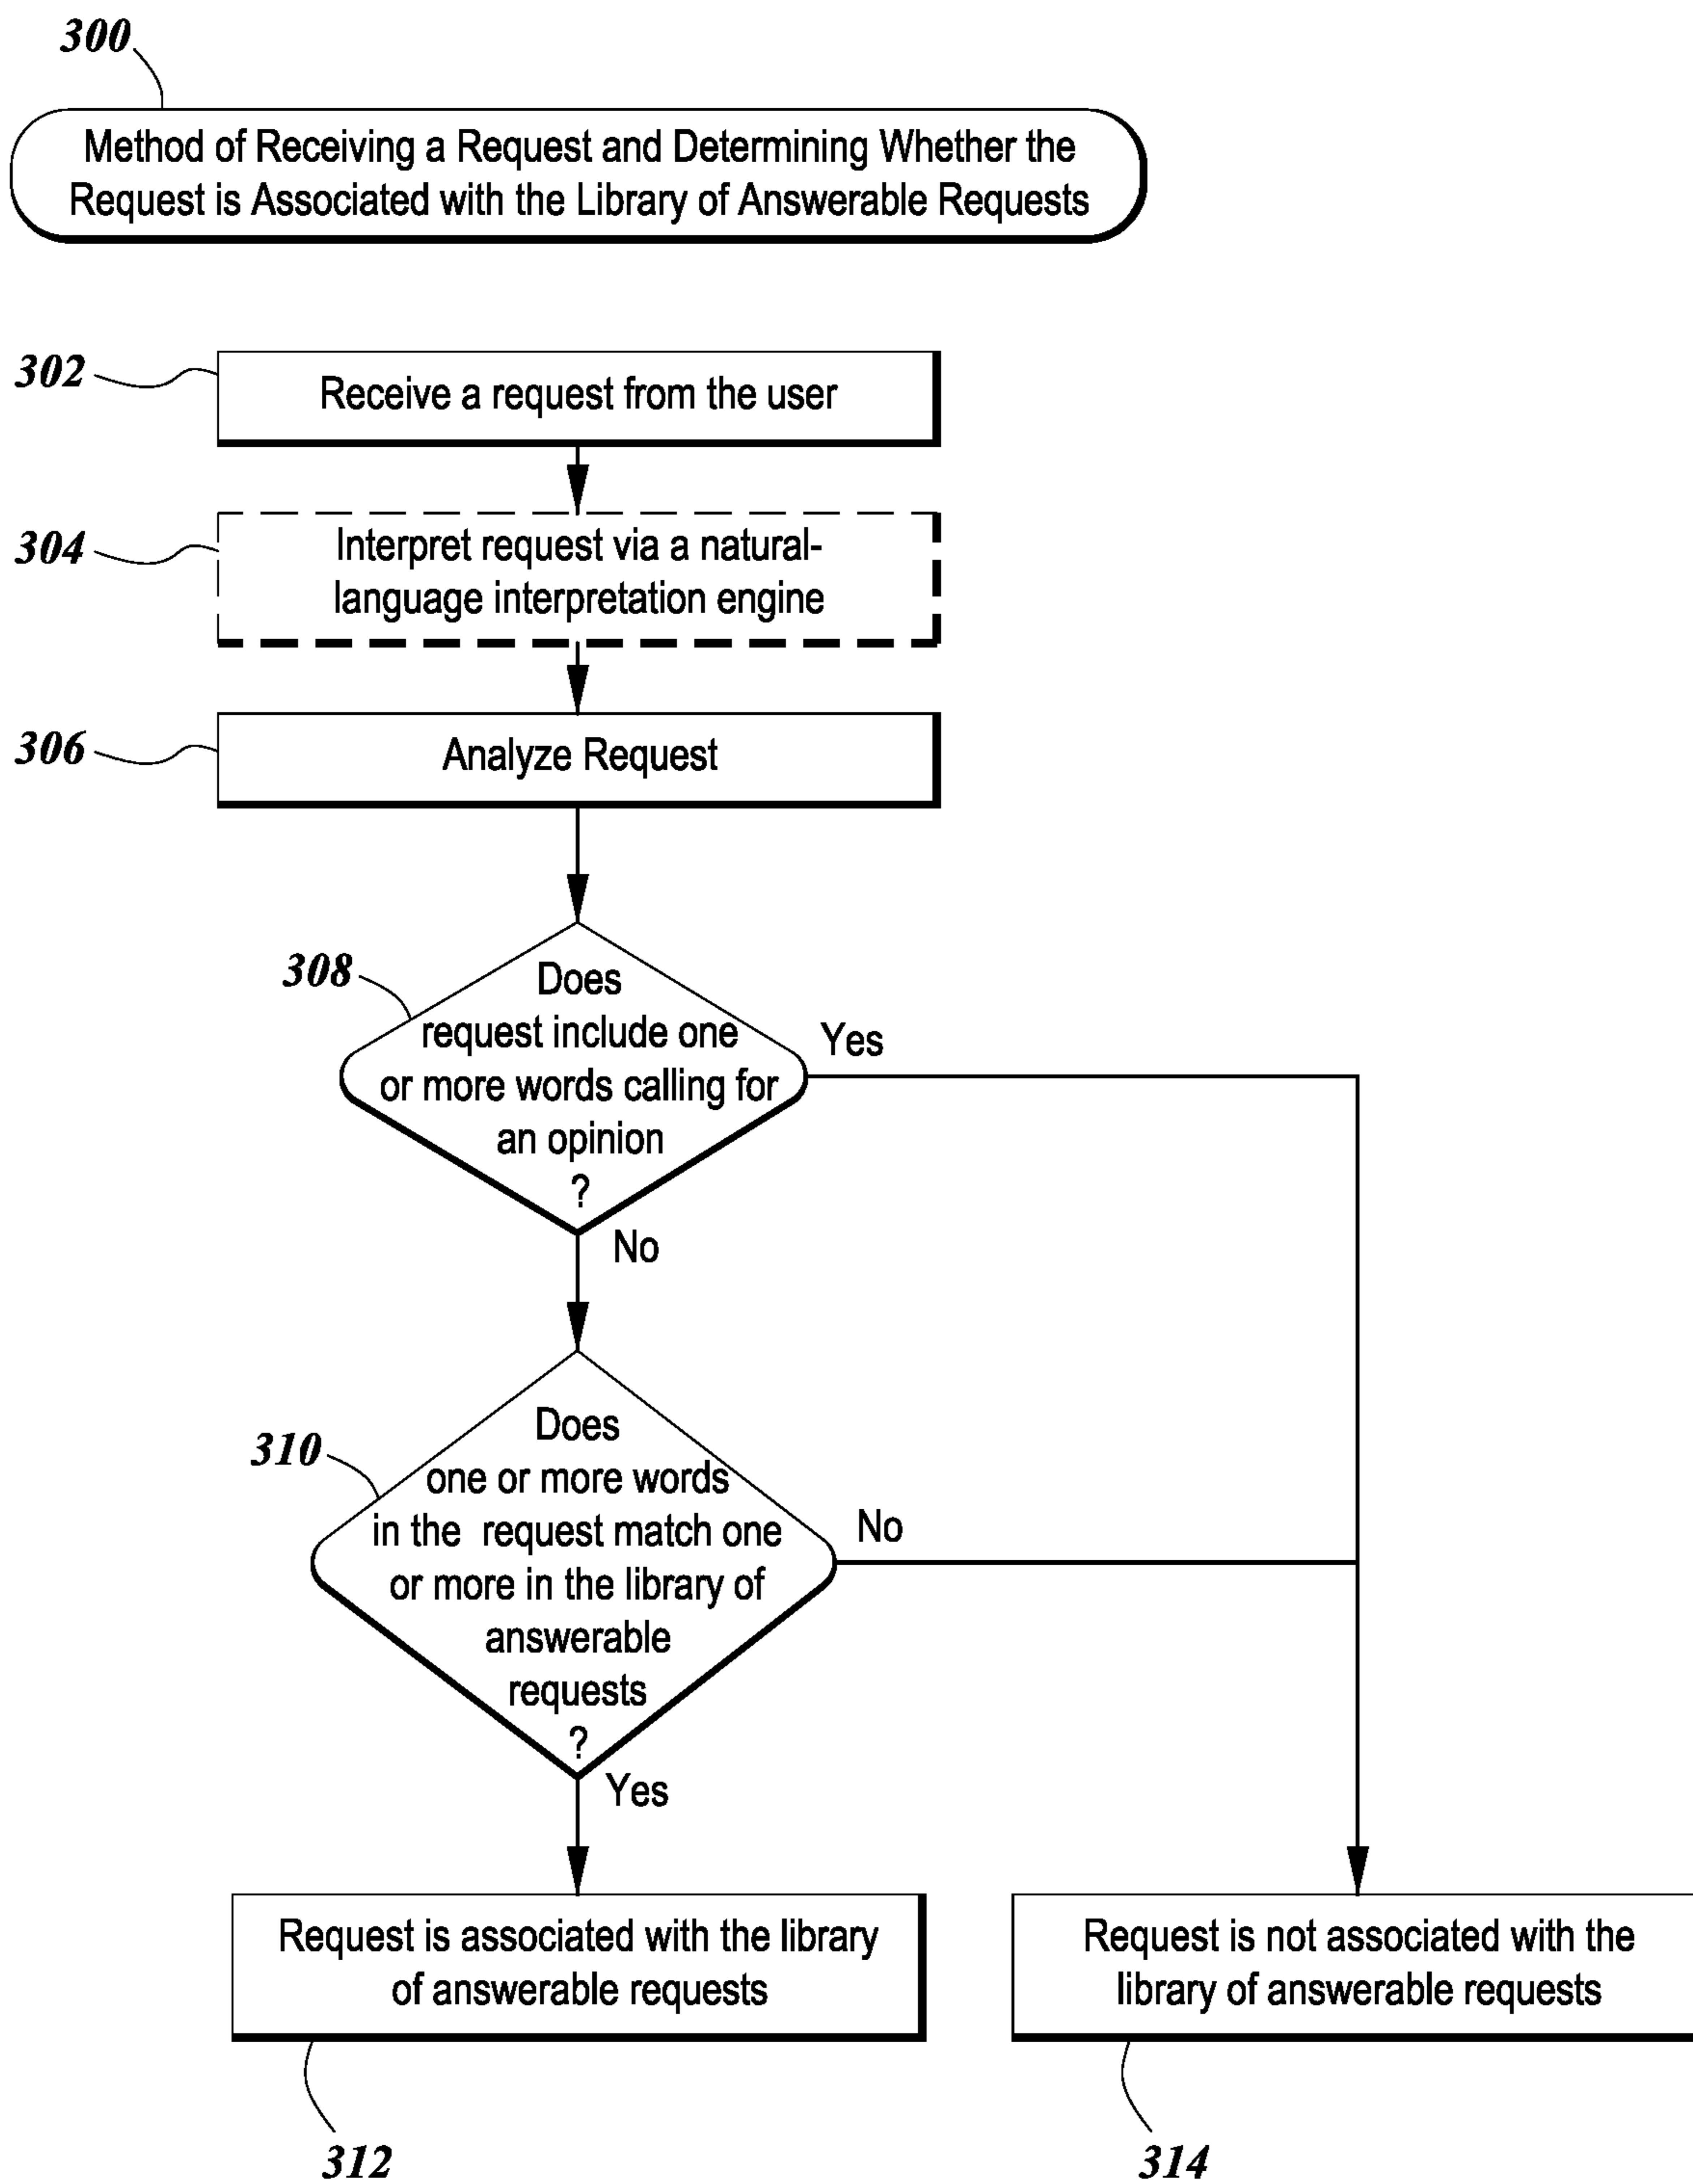 300
Method of Receiving a Request and Determining Whether the
Request is Associated with the Library of Answerable Requests
302
Receive a request from the user
304
Interpret request via a natural-
language interpretation engine
306
Analyze Request
308
Does
request include one
or more words calling for
an opinion
?
Yes
No
310
Does
one or more words
in the request match one
or more in the library of
answerable
requests
?
No
Yes
Request is associated with the library
of answerable requests
Request is not associated with the
library of answerable requests
312
314